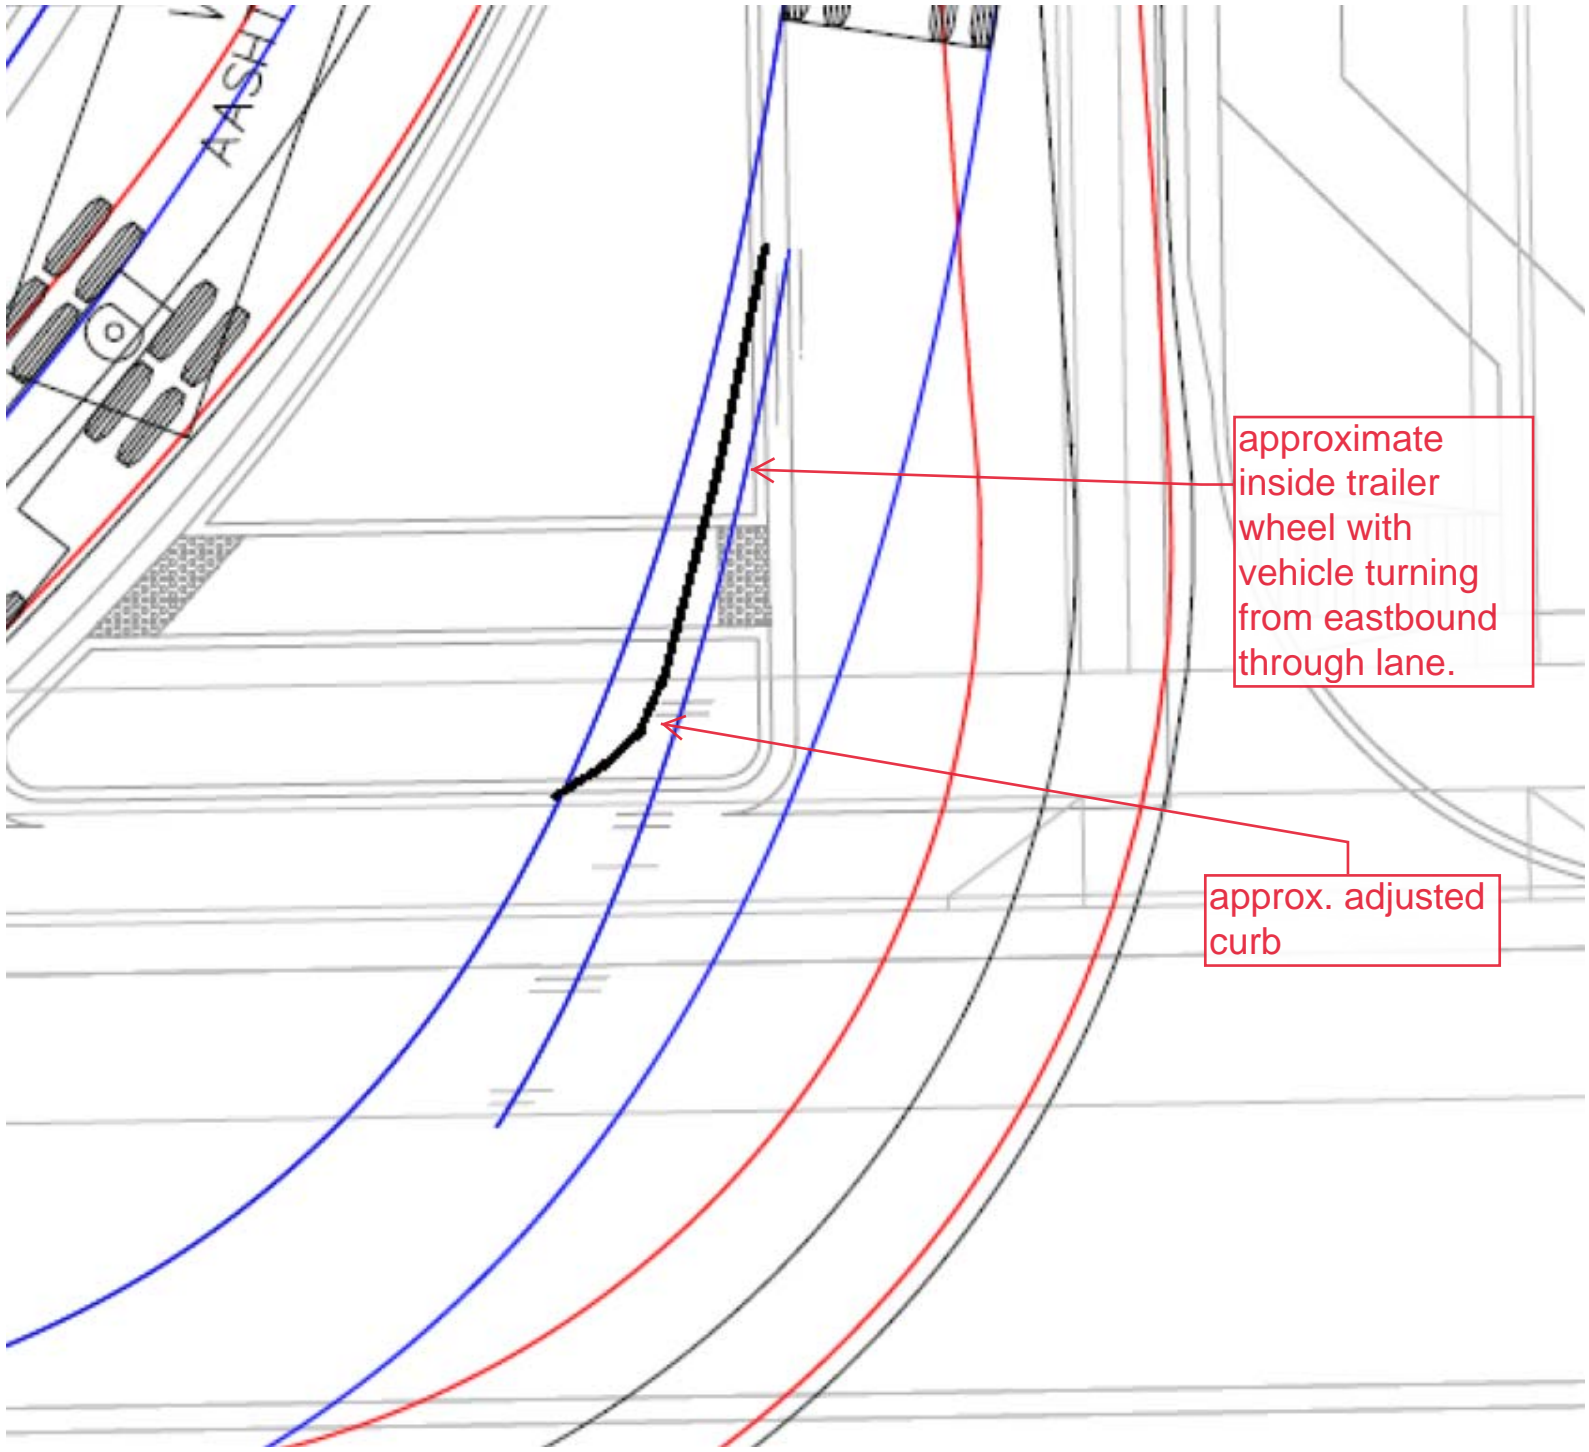 AASHT
approximate
inside trailer
wheel with
vehicle turning
from eastbound
through lane.
approx. adjusted
curb